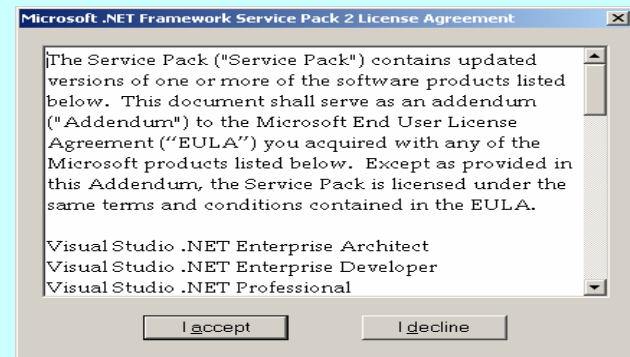 Microsoft .NET Framework Service Pack 2 License Agreement
The Service Pack ("Service Pack") contains updated
versions of one or more of the software products listed
below. This document shall serve as an addendum
("Addendum") to the Microsoft End User License
Agreement (“EULA”) you acquired with any of the
Microsoft products listed below. Except as provided in
this Addendum, the Service Pack is licensed under the
same terms and conditions contained in the EULA.
Visual Studio .NET Enterprise Architect
Visual Studio .NET Enterprise Developer
Visual Studio .NET Professional
I accept
I decline